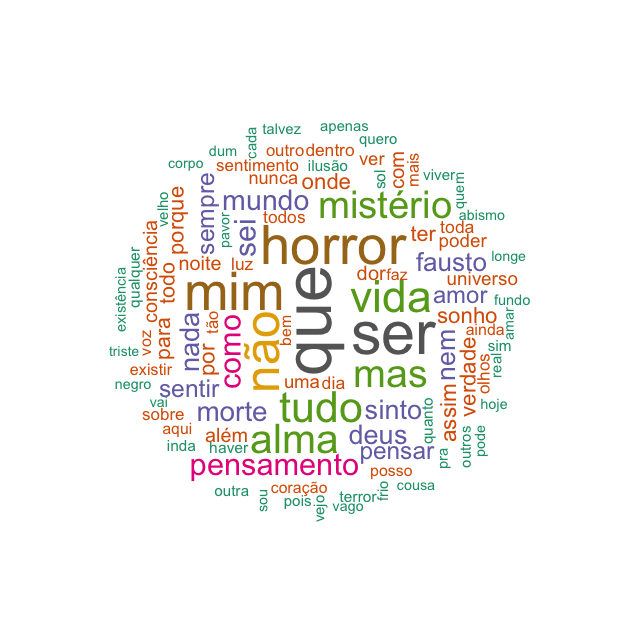 talvez
apenas
cada
quero
dum
outro
dentro
corpo
sentimento
ilusão
ver
com
mais
nunca
onde
sol
viver
quem
velho
porque
sempre
mundo
mistério
abismo
pavor
sei
todos
horror
ter
toda
poder
longe
existência
qualquer
consciência
todo
noite
luz
mim
que
dor
faz
fausto
universo
vida
amor
fundo
sonho
amar
triste
voz
para
nada
por
tão
como
não
bem
ser
nem
ainda
verdade
sim
real
existir
negro
sentir
uma
dia
mas
olhos
vai
sobre
morte
tudo
sinto
assim
hoje
aqui
além
alma
deus
quanto
inda
haver
pensar
pra
outros
pode
pensamento
posso
outra
sou
coração
pois
vejo
terror
vago
frio
cousa